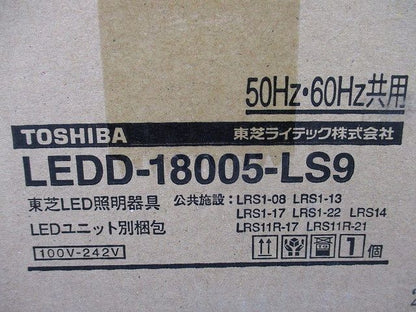 50Hz・60Hz共用
TOSHIBA 東芝ライテック株式会社
LEDD-18005-LS9
東芝LED照明器具 公共施設：LRS1-08 LRS1-13
LRS1-17 LRS1-22 LRS14
LEDユニット別梱包 LRS11R-17 LRS11R-21
100V-242V 1個
2